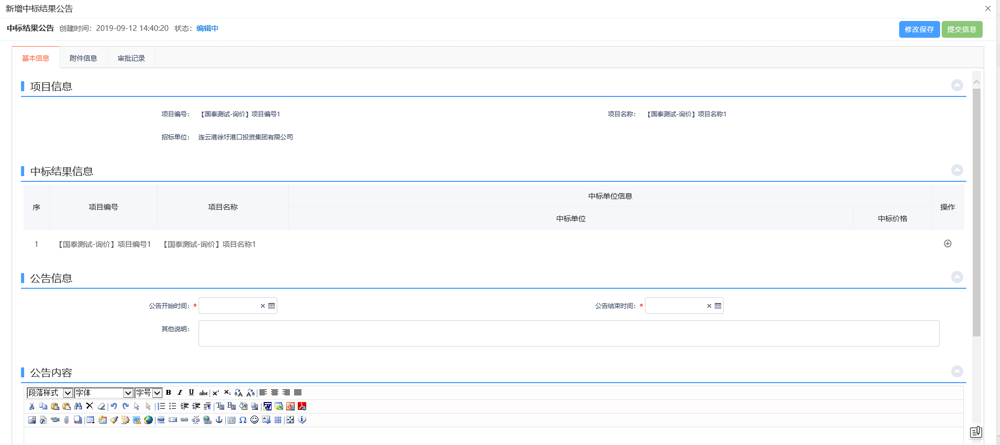 新增中标结果公告
中标结果公告 创建时间：2019-09-12 14:40:20 状态：编辑中 修改保存 提交信息
基本信息 附件信息 审批记录
项目信息
项目编号： 【国泰测试-询价】项目编号1 项目名称： 【国泰测试-询价】项目名称1
招标单位： 连云港徐圩港口投资集团有限公司
中标结果信息
序 项目编号 项目名称 中标单位信息 操作
中标单位 中标价格
1 【国泰测试-询价】项目编号1 【国泰测试-询价】项目名称1
公告信息
公告开始时间：* 公告结束时间：*
其他说明：
公告内容
段落样式 字体 字号